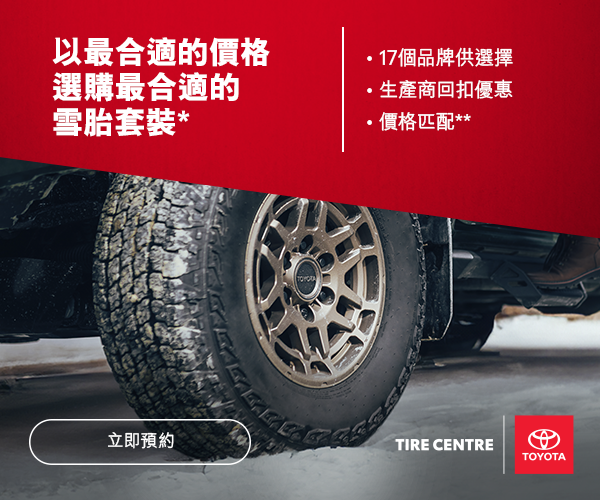 以最合適的價格
選購最合適的
雪胎套裝*
• 17個品牌供選擇
• 生產商回扣優惠
• 價格匹配**
TOYOTA
立即預約
TIRE CENTRE
TOYOTA